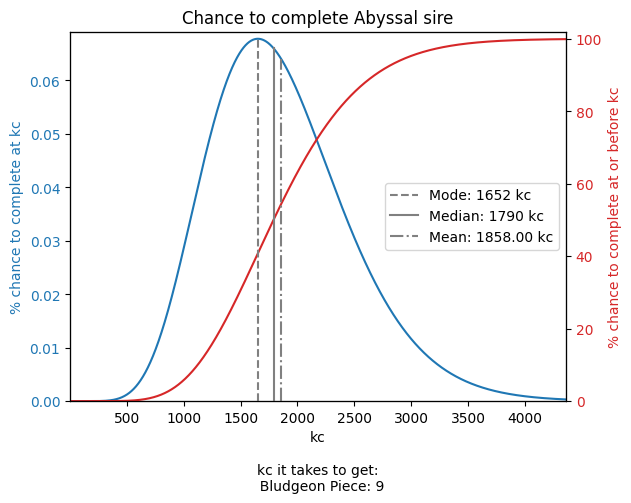 Chance to complete Abyssal sire
% chance to complete at kc
0.06
0.05
0.04
0.03
0.02
0.01
0.00
Mode: 1652 kc
Median: 1790 kc
Mean: 1858.00 kc
100
80
60
40
20
0
% chance to complete at or before kc
500 1000 1500 2000 2500 3000 3500 4000
kc
kc it takes to get:
Bludgeon Piece: 9